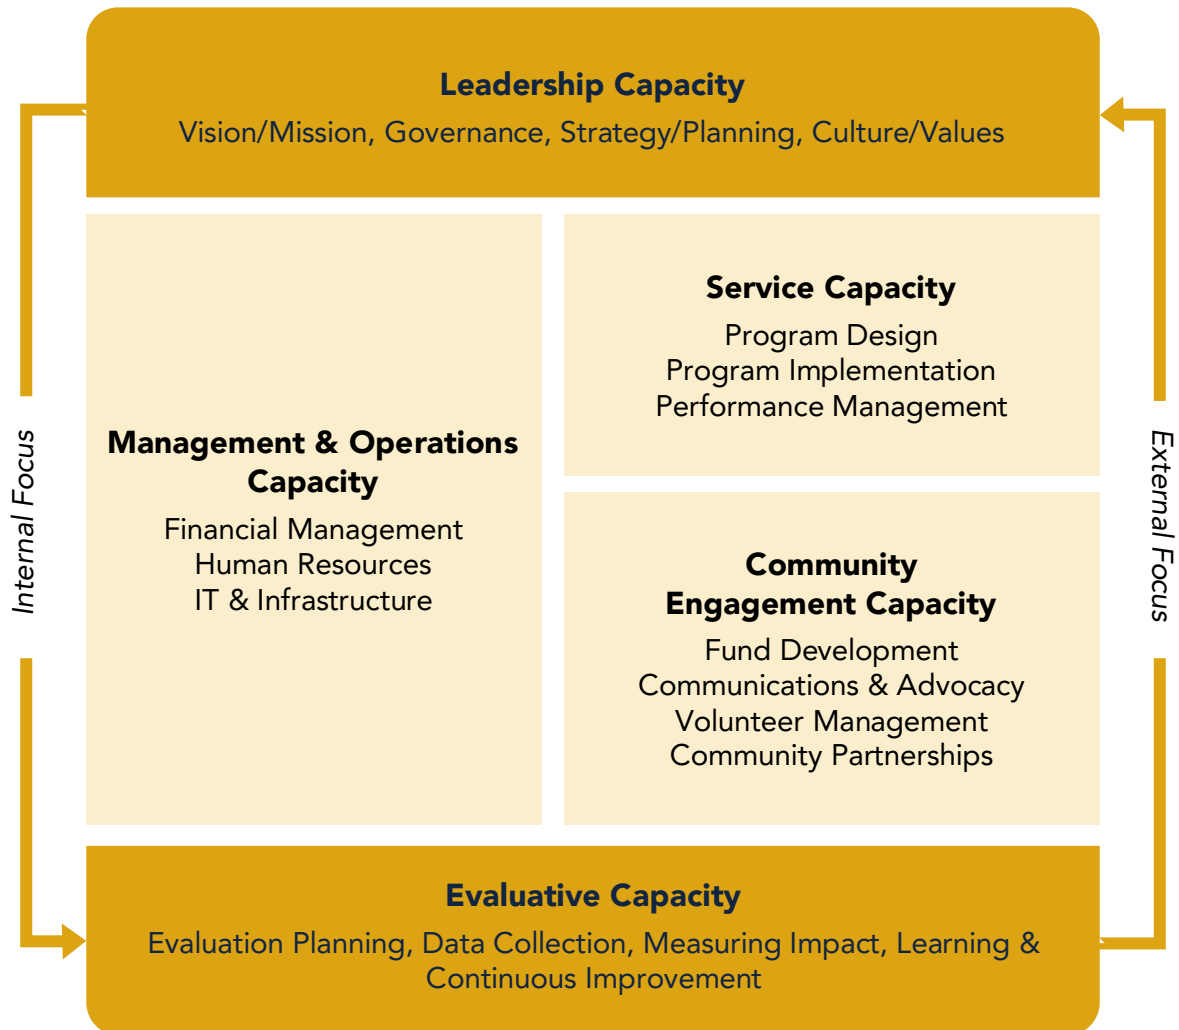 Leadership Capacity
Vision/Mission, Governance, Strategy/Planning, Culture/Values
Internal Focus
Management & Operations
Capacity
Financial Management
Human Resources
IT & Infrastructure
Service Capacity
Program Design
Program Implementation
Performance Management
Community
Engagement Capacity
Fund Development
Communications & Advocacy
Volunteer Management
Community Partnerships
External Focus
Evaluative Capacity
Evaluation Planning, Data Collection, Measuring Impact, Learning &
Continuous Improvement